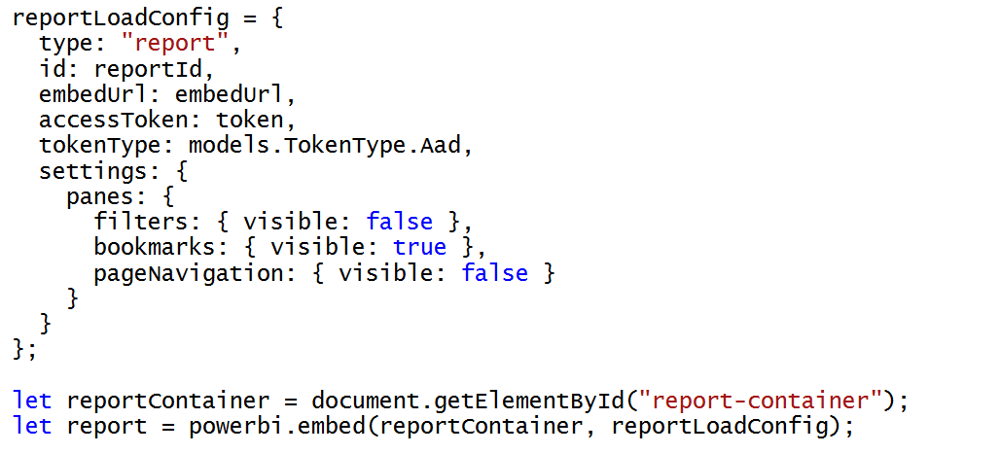 reportLoadConfig = {
  type: "report",
  id: reportId,
  embedUrl: embedUrl,
  accessToken: token,
  tokenType: models.TokenType.Aad,
  settings: {
    panes: {
      filters: { visible: false },
      bookmarks: { visible: true },
      pageNavigation: { visible: false }
    }
  }
};

let reportContainer = document.getElementById("report-container");
let report = powerbi.embed(reportContainer, reportLoadConfig);